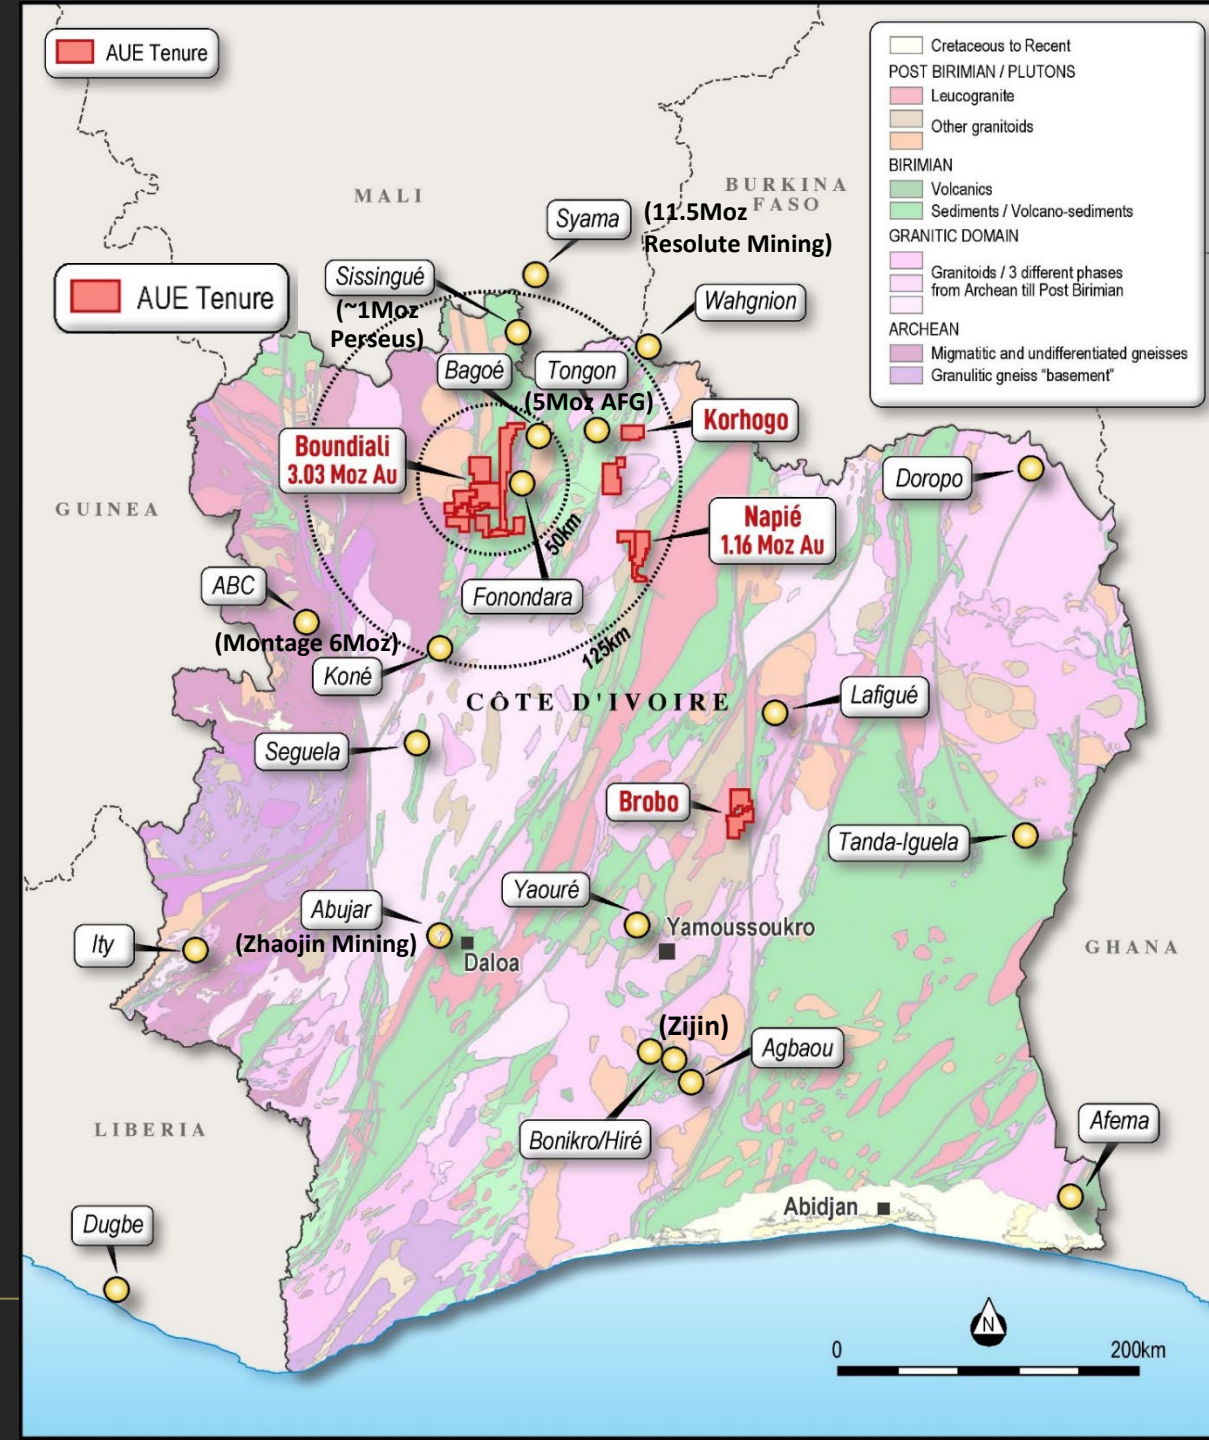 AUE Tenure
Cretaceous to Recent
POST BIRIMIAN / PLUTONS
Leucogranite
Other granitoids
BIRIMIAN
Volcanics
Sediments / Volcano-sediments
GRANITIC DOMAIN
Granitoids / 3 different phases
from Archean till Post Birimian
ARCHEAN
Migmatitic and undifferentiated gneisses
Granulitic gneiss “basement”
MALI
BURKINA
FASO
Syama
(11.5Moz
Resolute Mining)
AUE Tenure
Sissingué
(~1Moz
Perseus)
Wahgnion
Bagoé
Tongon
(5Moz AFG)
Korhogo
Boundiali
3.03 Moz Au
Doropo
GUINEA
Napié
1.16 Moz Au
50km
Fonondara
ABC
(Montage 6Moz)
125km
Koné
CÔTE D'IVOIRE
Lafigué
Seguela
Brobo
Tanda-Iguela
Yaouré
Abujar
(Zhaojin Mining)
Yamoussoukro
Ity
Daloa
GHANA
(Zijin)
Agbaou
Bonikro/Hiré
LIBERIA
Afema
Abidjan
Dugbe
N
0
200km